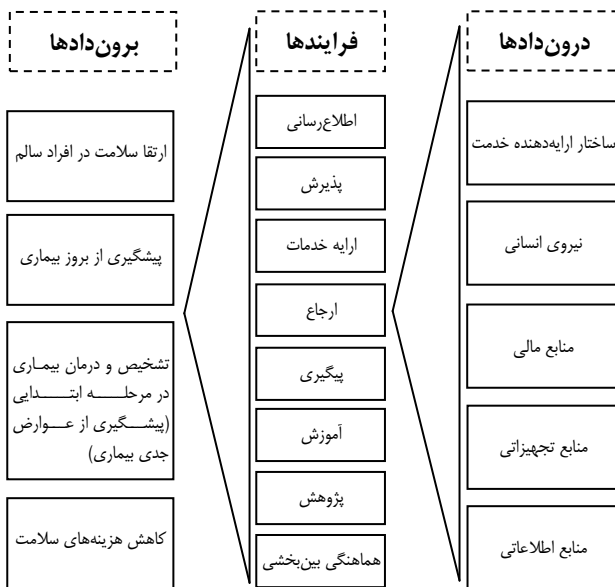 درون‌دادها
ساختار ارایه‌دهنده خدمت
نیروی انسانی
منابع مالی
منابع تجهیزاتی
منابع اطلاعاتی
فرایندها
اطلاع‌رسانی
پذیرش
ارایه خدمات
ارجاع
پیگیری
آموزش
پژوهش
هماهنگی بین‌بخشی
برون‌دادها
ارتقا سلامت در افراد سالم
پیشگیری از بروز بیماری
تشخیص و درمان بیماری
در مرحله ابتدایی
(پیشگیری از عوارض
جدی بیماری)
کاهش هزینه‌های سلامت